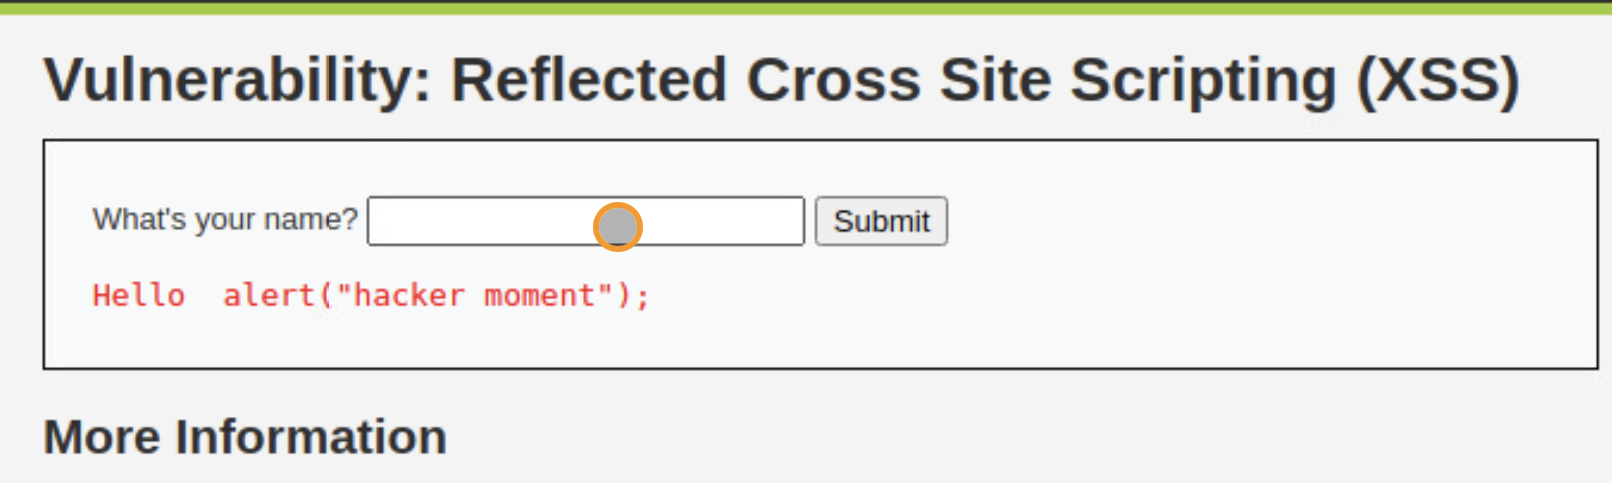 Vulnerability: Reflected Cross Site Scripting (XSS)
What's your name? Submit
Hello  alert("hacker moment");
More Information